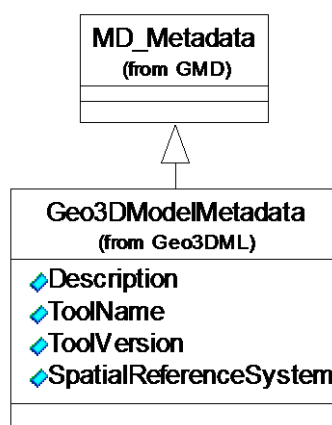 MD_Metadata
(from GMD)
Geo3DModelMetadata
(from Geo3DML)
Description
ToolName
ToolVersion
SpatialReferenceSystem